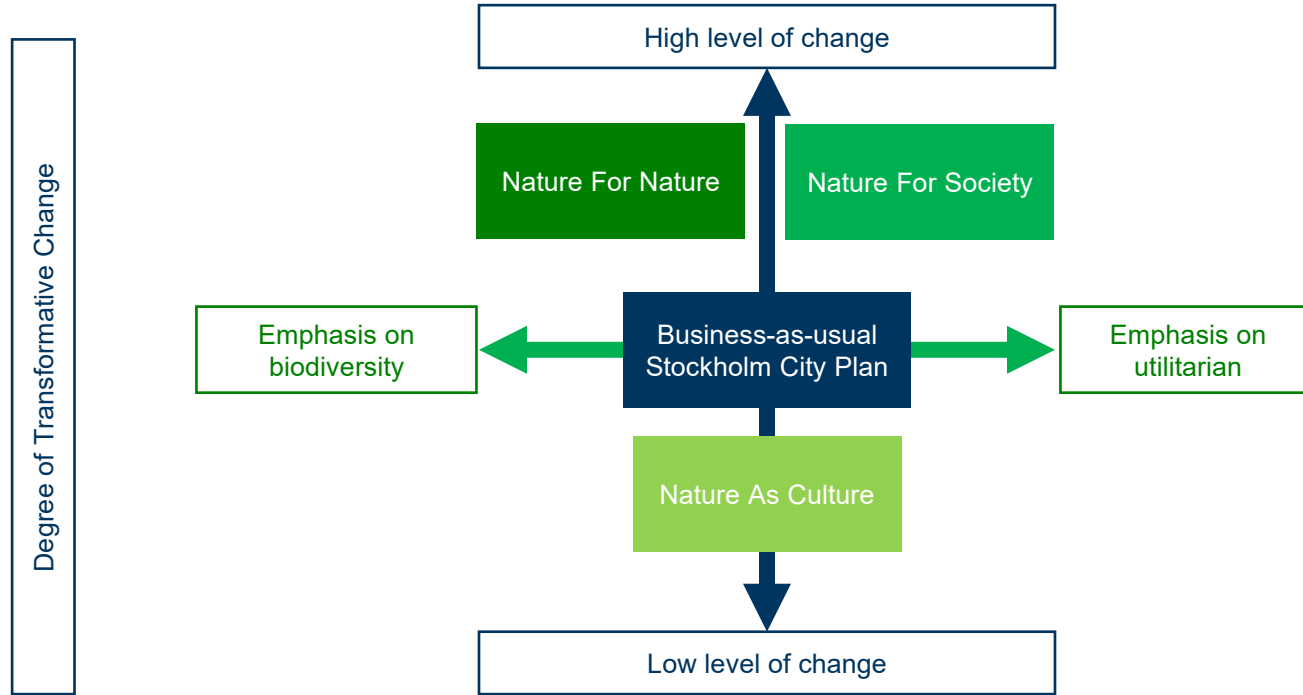 High level of change
Degree of Transformative Change
Nature For Nature
Nature For Society
Emphasis on
biodiversity
Business-as-usual
Stockholm City Plan
Emphasis on
utilitarian
Nature As Culture
Low level of change